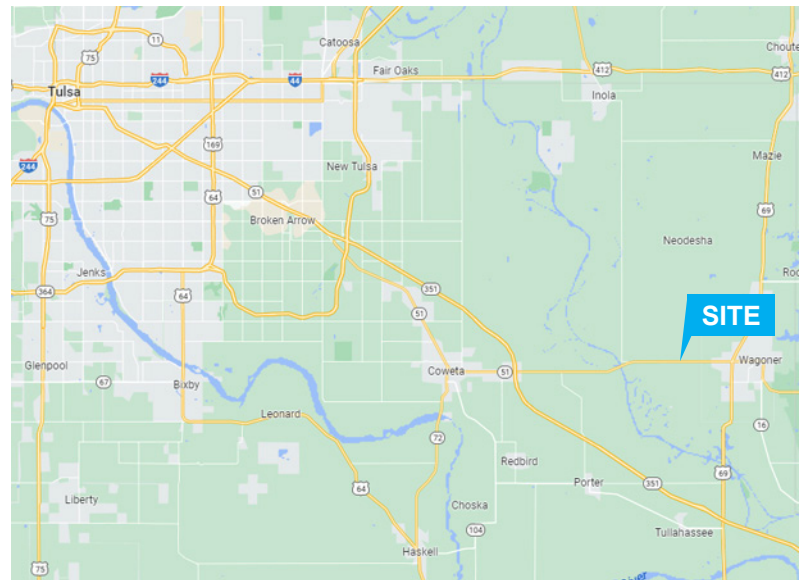 Catoosa
11
75
Choute
Fair Oaks
244
44
412
412
Tulsa
Inola
169
Mazie
New Tulsa
244
51
64
69
75
Broken Arrow
Neodesha
Jenks
Roc
351
364
64
51
SITE
Glenpool
Wagoner
67
Bixby
Coweta
51
Leonard
16
72
Redbird
69
64
Porter
351
Liberty
Choska
104
Tullahassee
Haskell
75
River